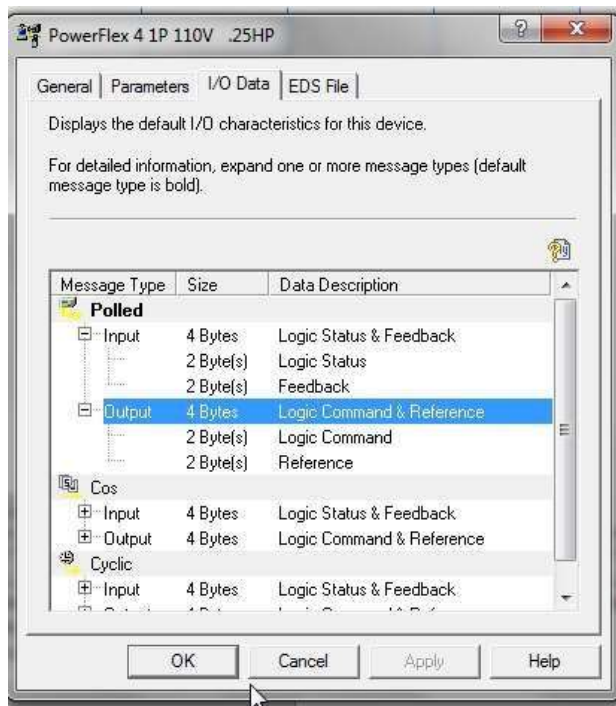 PowerFlex 4 1P 110V .25HP
General Parameters I/O Data EDS File
Displays the default I/O characteristics for this device.
For detailed information, expand one or more message types (default
message type is bold).
Message Type Size Data Description
Polled
Input 4 Bytes Logic Status & Feedback
2 Byte(s) Logic Status
2 Byte(s) Feedback
Output 4 Bytes Logic Command & Reference
2 Byte(s) Logic Command
2 Byte(s) Reference
Cos
Input 4 Bytes Logic Status & Feedback
Output 4 Bytes Logic Command & Reference
Cyclic
Input 4 Bytes Logic Status & Feedback
OK Cancel Apply Help